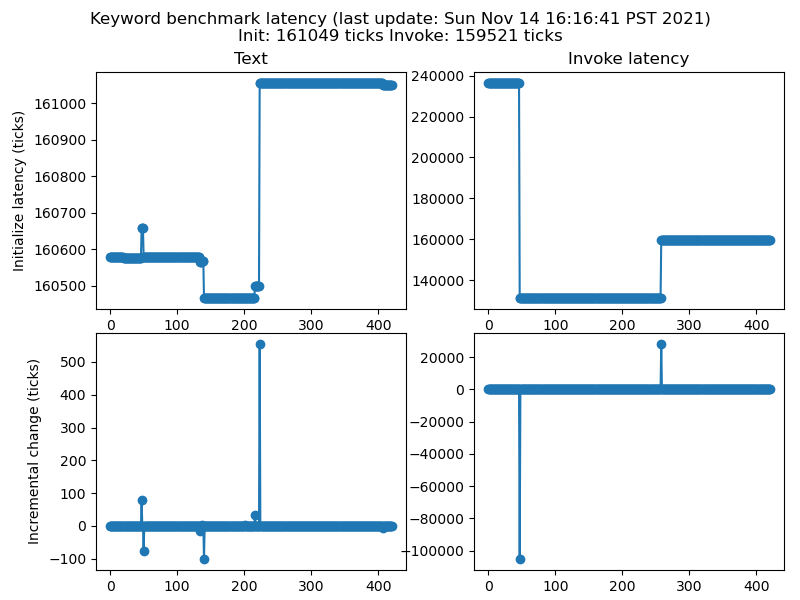 Keyword benchmark latency (last update: Sun Nov 14 16:16:41 PST 2021)
Init: 161049 ticks Invoke: 159521 ticks
Text
Invoke latency
Initialize latency (ticks)
161000
160900
160800
160700
160600
160500
0 100 200 300 400
240000
220000
200000
180000
160000
140000
0 100 200 300 400
Incremental change (ticks)
500
400
300
200
100
0
−100
0 100 200 300 400
20000
0
−20000
−40000
−60000
−80000
−100000
0 100 200 300 400